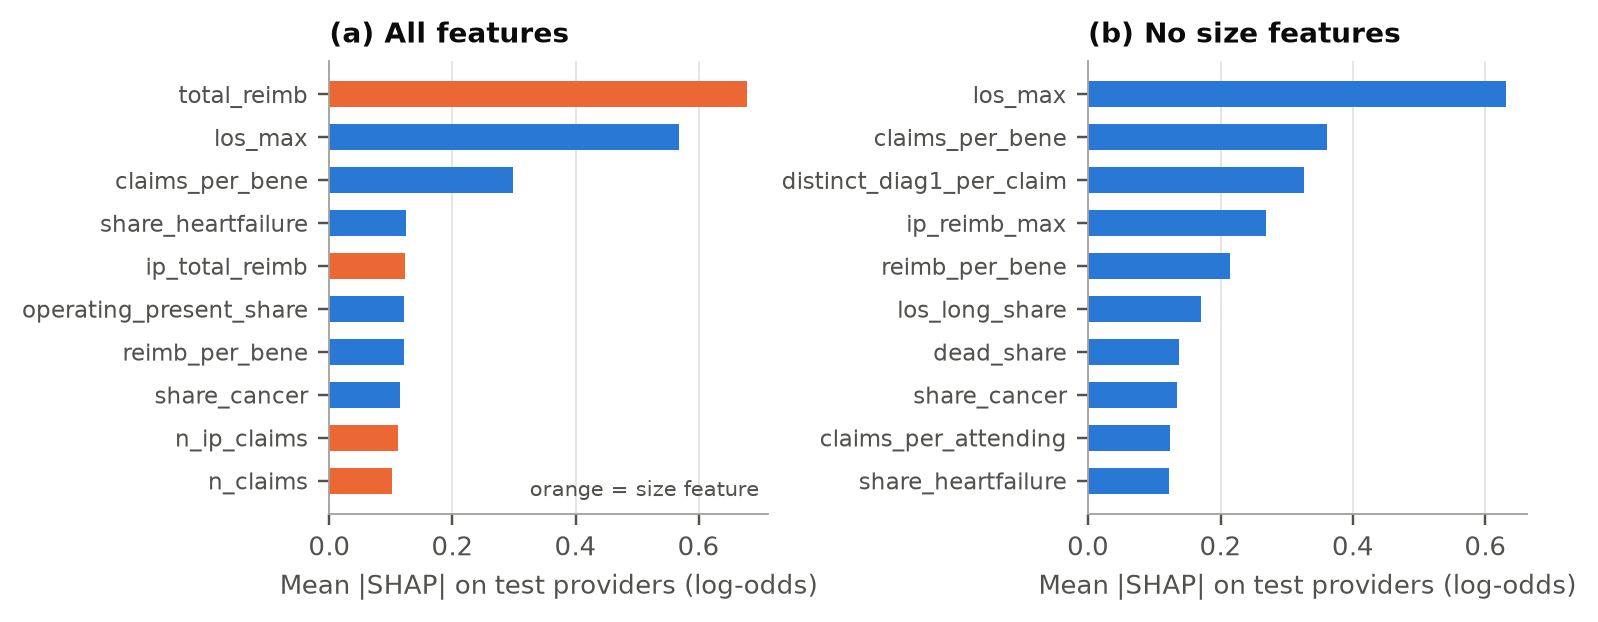 (a) All features
total_reimb
los_max
claims_per_bene
share_heartfailure
ip_total_reimb
operating_present_share
reimb_per_bene
share_cancer
n_ip_claims
n_claims
orange = size feature
0.0 0.2 0.4 0.6
Mean |SHAP| on test providers (log-odds)
(b) No size features
los_max
claims_per_bene
distinct_diag1_per_claim
ip_reimb_max
reimb_per_bene
los_long_share
dead_share
share_cancer
claims_per_attending
share_heartfailure
0.0 0.2 0.4 0.6
Mean |SHAP| on test providers (log-odds)